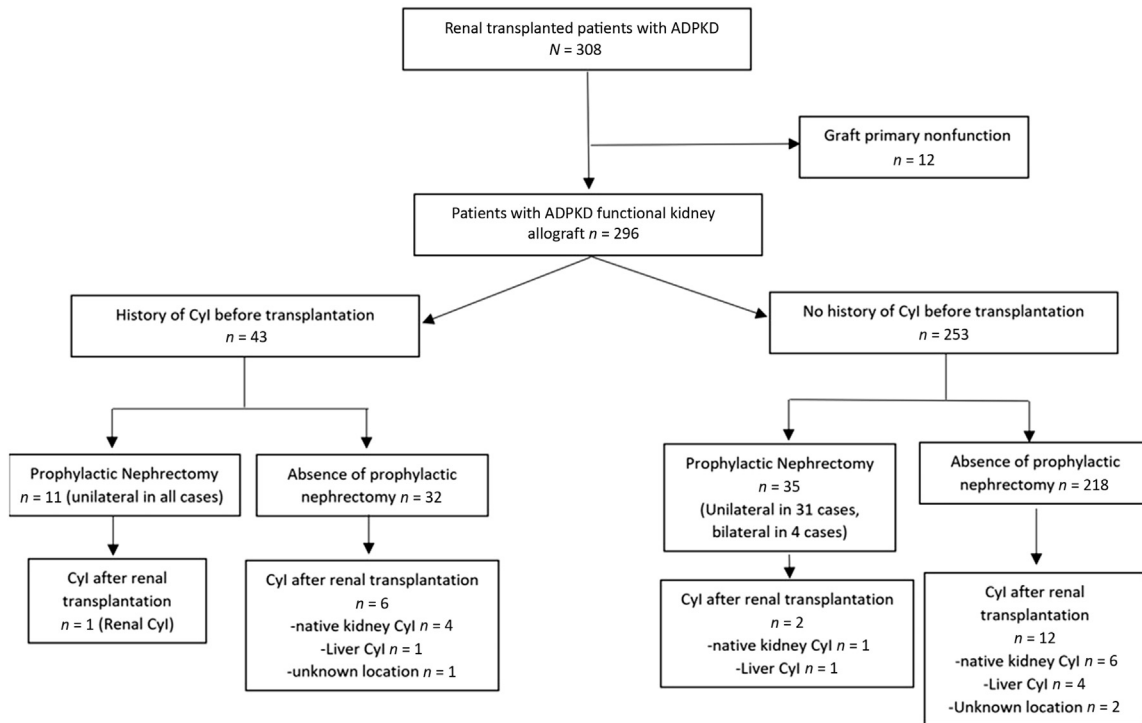 Renal transplanted patients with ADPKD
N = 308
Graft primary nonfunction
n = 12
Patients with ADPKD functional kidney
allograft n = 296
History of CyI before transplantation
n = 43
No history of CyI before transplantation
n = 253
Prophylactic Nephrectomy
n = 11 (unilateral in all cases)
Absence of prophylactic
nephrectomy n = 32
Prophylactic Nephrectomy
n = 35
(Unilateral in 31 cases,
bilateral in 4 cases)
Absence of prophylactic
nephrectomy n = 218
CyI after renal
transplantation
n = 1 (Renal CyI)
CyI after renal transplantation
n = 6
-native kidney CyI n = 4
-Liver CyI n = 1
-unknown location n = 1
CyI after renal transplantation
n = 2
-native kidney CyI n = 1
-Liver CyI n = 1
CyI after renal
transplantation
n = 12
-native kidney CyI n = 6
-Liver CyI n = 4
-Unknown location n = 2